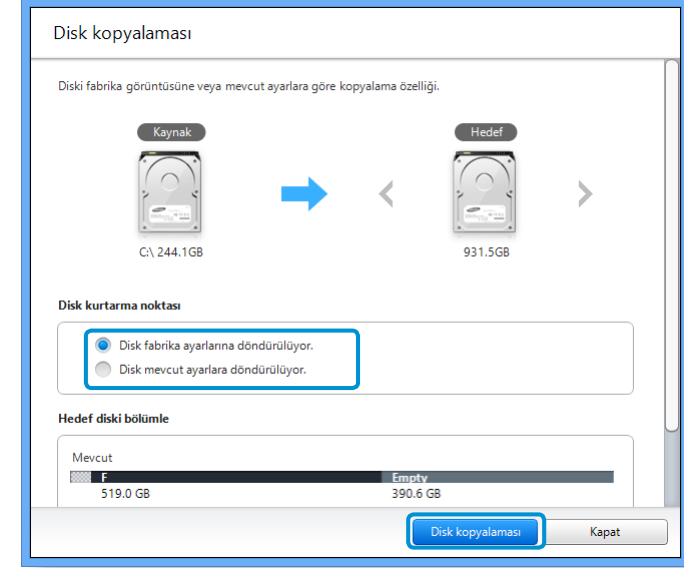 Disk kopyalaması
Diski fabrika görüntüsüne veya mevcut ayarlara göre kopyalama özelliği.
Kaynak
Hedef
C:\ 244.1GB
931.5GB
Disk kurtarma noktası
Disk fabrika ayarlarına döndürülüyor.
Disk mevcut ayarlara döndürülüyor.
Hedef diski bölümle
Mevcut
F
Empty
519.0 GB
390.6 GB
Disk kopyalaması
Kapat